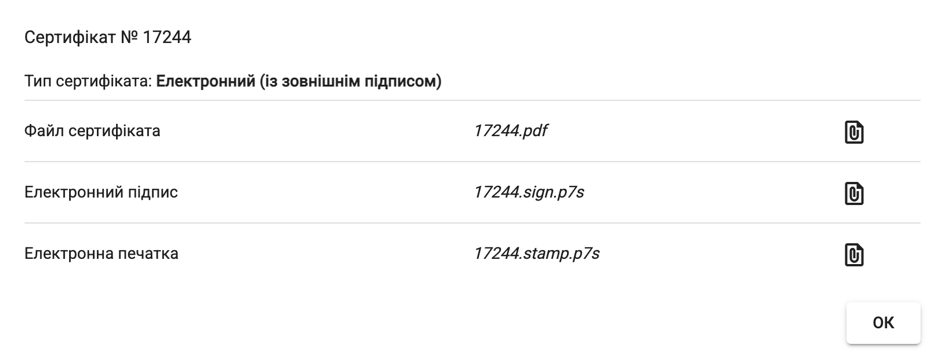 Сертифікат № 17244
Тип сертифіката: Електронний (із зовнішнім підписом)
Файл сертифіката 17244.pdf
Електронний підпис 17244.sign.p7s
Електронна печатка 17244.stamp.p7s
ОК